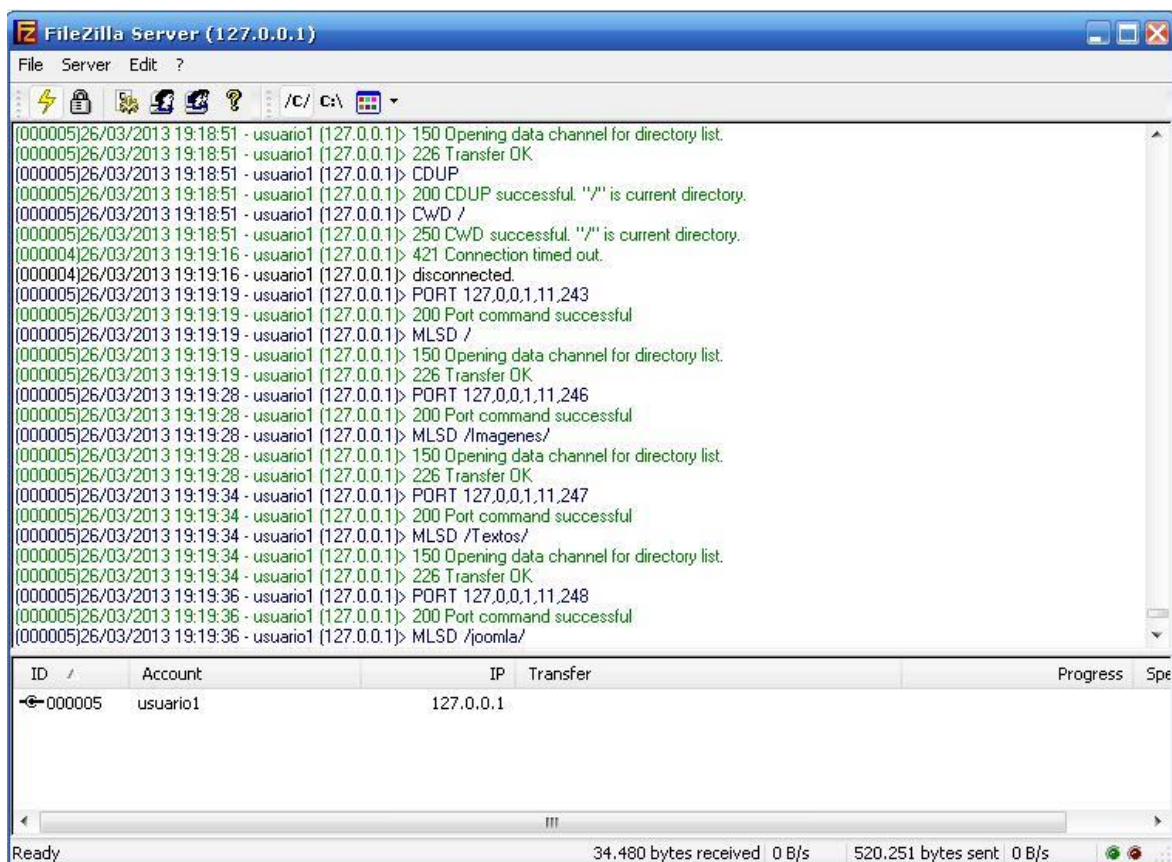 FileZilla Server (127.0.0.1)
File Server Edit ?
/C/ C:\
(000005)26/03/2013 19:18:51 - usuario1 (127.0.0.1)> 150 Opening data channel for directory list.
(000005)26/03/2013 19:18:51 - usuario1 (127.0.0.1)> 226 Transfer OK
(000005)26/03/2013 19:18:51 - usuario1 (127.0.0.1)> CDUP
(000005)26/03/2013 19:18:51 - usuario1 (127.0.0.1)> 200 CDUP successful. "/" is current directory.
(000005)26/03/2013 19:18:51 - usuario1 (127.0.0.1)> CWD /
(000005)26/03/2013 19:18:51 - usuario1 (127.0.0.1)> 250 CWD successful. "/" is current directory.
(000004)26/03/2013 19:19:16 - usuario1 (127.0.0.1)> 421 Connection timed out.
(000004)26/03/2013 19:19:16 - usuario1 (127.0.0.1)> disconnected.
(000005)26/03/2013 19:19:19 - usuario1 (127.0.0.1)> PORT 127,0,0,1,11,243
(000005)26/03/2013 19:19:19 - usuario1 (127.0.0.1)> 200 Port command successful
(000005)26/03/2013 19:19:19 - usuario1 (127.0.0.1)> MLSD /
(000005)26/03/2013 19:19:19 - usuario1 (127.0.0.1)> 150 Opening data channel for directory list.
(000005)26/03/2013 19:19:19 - usuario1 (127.0.0.1)> 226 Transfer OK
(000005)26/03/2013 19:19:28 - usuario1 (127.0.0.1)> PORT 127,0,0,1,11,246
(000005)26/03/2013 19:19:28 - usuario1 (127.0.0.1)> 200 Port command successful
(000005)26/03/2013 19:19:28 - usuario1 (127.0.0.1)> MLSD /Imagenes/
(000005)26/03/2013 19:19:28 - usuario1 (127.0.0.1)> 150 Opening data channel for directory list.
(000005)26/03/2013 19:19:28 - usuario1 (127.0.0.1)> 226 Transfer OK
(000005)26/03/2013 19:19:34 - usuario1 (127.0.0.1)> PORT 127,0,0,1,11,247
(000005)26/03/2013 19:19:34 - usuario1 (127.0.0.1)> 200 Port command successful
(000005)26/03/2013 19:19:34 - usuario1 (127.0.0.1)> MLSD /Textos/
(000005)26/03/2013 19:19:34 - usuario1 (127.0.0.1)> 150 Opening data channel for directory list.
(000005)26/03/2013 19:19:34 - usuario1 (127.0.0.1)> 226 Transfer OK
(000005)26/03/2013 19:19:36 - usuario1 (127.0.0.1)> PORT 127,0,0,1,11,248
(000005)26/03/2013 19:19:36 - usuario1 (127.0.0.1)> 200 Port command successful
(000005)26/03/2013 19:19:36 - usuario1 (127.0.0.1)> MLSD /joomla/
ID / Account IP Transfer Progress Spe
000005 usuario1 127.0.0.1
Ready 34.480 bytes received 0 B/s 520.251 bytes sent 0 B/s